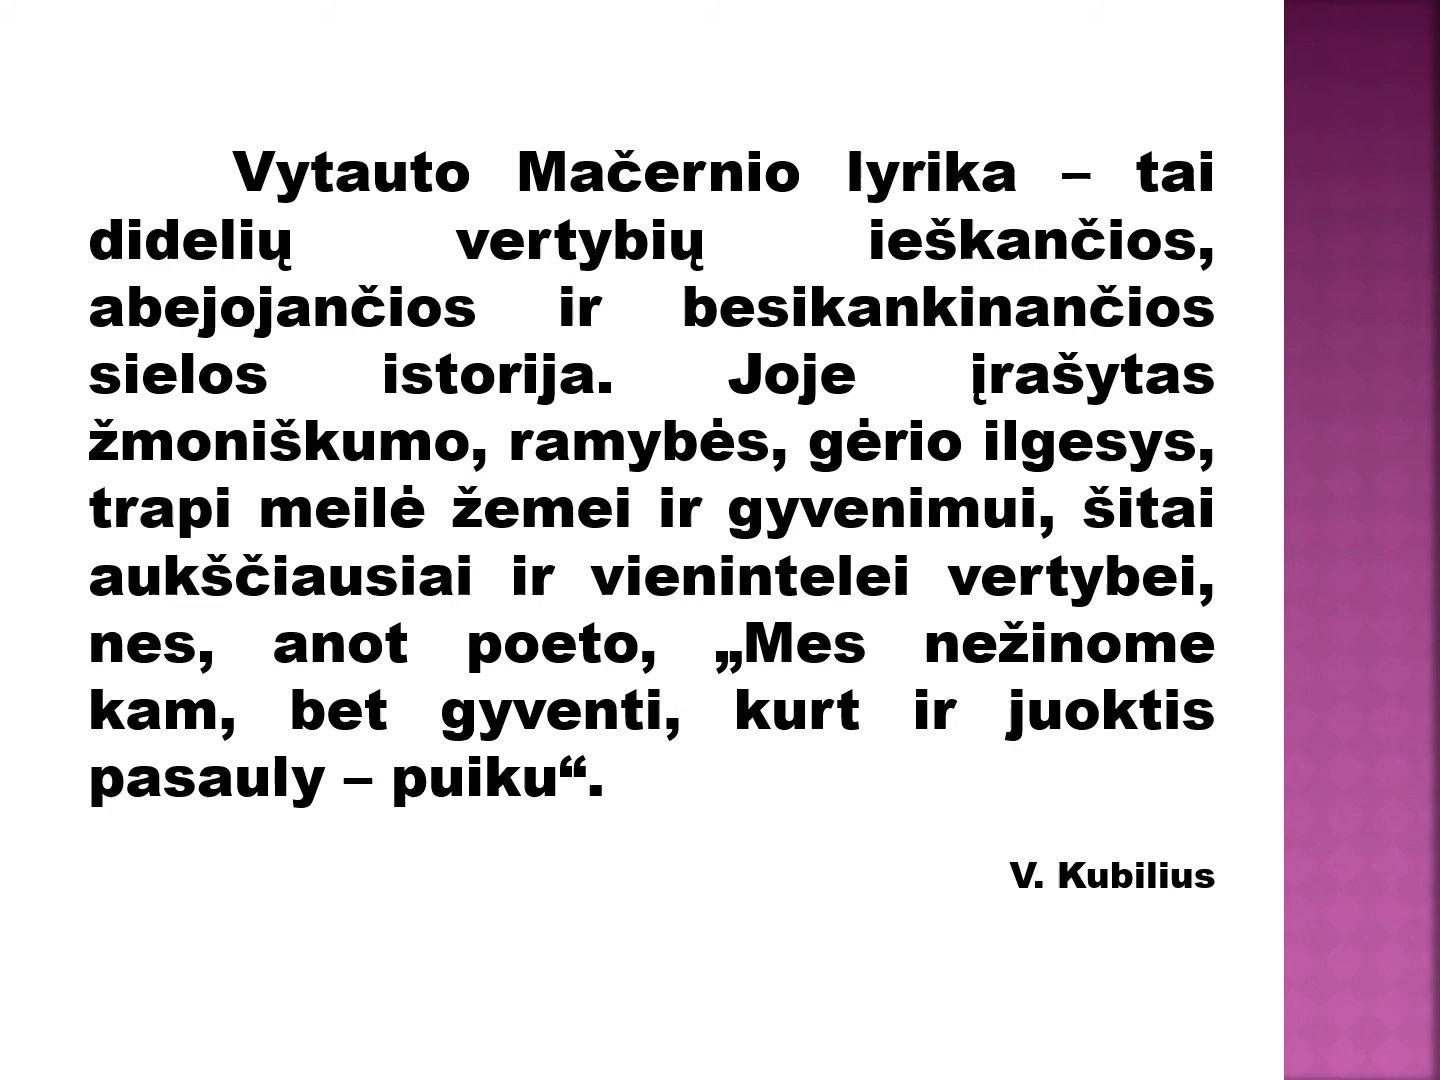 Vytauto Mačernio lyrika – tai
didelių vertybių ieškančios,
abejojančios ir besikankinančios
sielos istorija. Joje įrašytas
žmoniškumo, ramybės, gėrio ilgesys,
trapi meilė žemei ir gyvenimui, šitai
aukščiausiai ir vienintelei vertybei,
nes, anot poeto, „Mes nežinome
kam, bet gyventi, kurt ir juoktis
pasauly – puiku“.
V. Kubilius